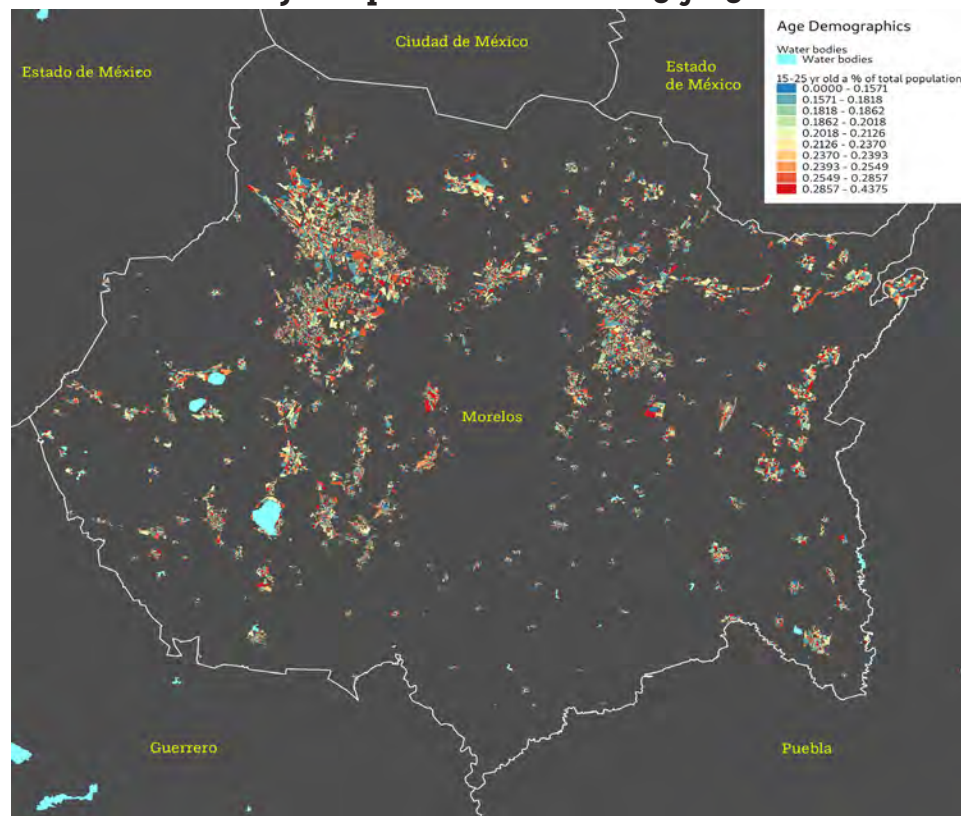 Ciudad de México
Estado de México
Estado
de México
Age Demographics
Water bodies
Water bodies
15-25 yr old a % of total population
0.0000 - 0.1571
0.1571 - 0.1818
0.1818 - 0.1862
0.1862 - 0.2018
0.2018 - 0.2126
0.2126 - 0.2370
0.2370 - 0.2393
0.2393 - 0.2549
0.2549 - 0.2857
0.2857 - 0.4375
Morelos
Guerrero
Puebla